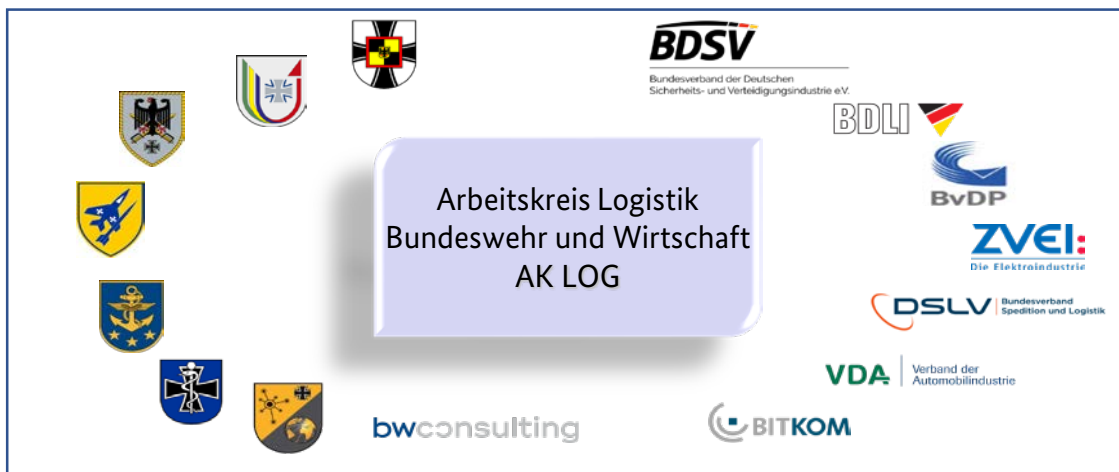 BDSV
Bundesverband der Deutschen
Sicherheits- und Verteidigungsindustrie e.V.
BDLI
BvDP
Arbeitskreis Logistik
Bundeswehr und Wirtschaft
AK LOG
ZVEI:
Die Elektroindustrie
DSLV
Bundesverband
Spedition und Logistik
VDA
Verband der
Automobilindustrie
bwconsulting
BITKOM